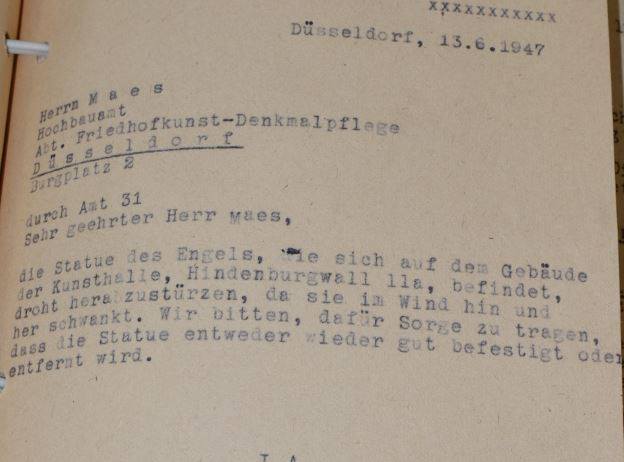 xxxxxxxxxxx
Düsseldorf, 13.6.1947
Herrn M a e s
Hochbauamt
Abt. Friedhofkunst-Denkmalpflege
D ü s s e l d o r f
Burgplatz 2
durch Amt 31
Sehr geehrter Herr Maes,
die Statue des Engels, die sich auf dem Gebäude
der Kunsthalle, Hindenburgwall 11a, befindet,
droht herabzustürzen, da sie im Wind hin und
her schwankt. Wir bitten, dafür Sorge zu tragen,
dass die Statue entweder wieder gut befestigt oder
entfernt wird.
I A